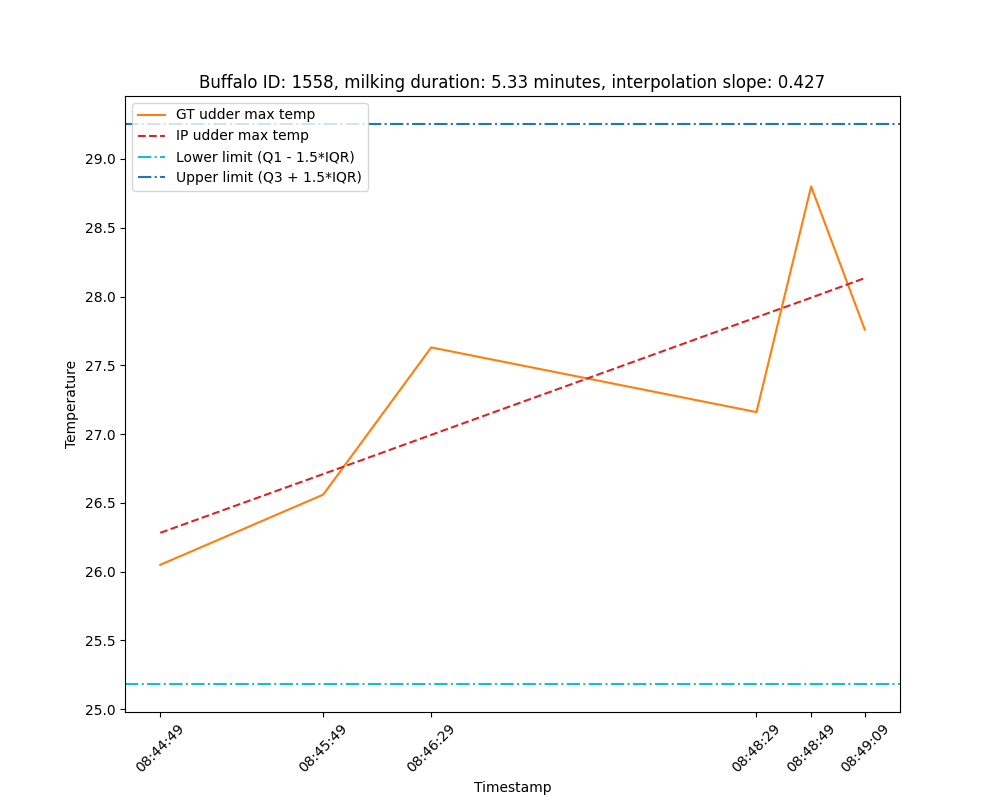 Buffalo ID: 1558, milking duration: 5.33 minutes, interpolation slope: 0.427
GT udder max temp
IP udder max temp
Lower limit (Q1 - 1.5*IQR)
Upper limit (Q3 + 1.5*IQR)
29.0
28.5
28.0
27.5
27.0
26.5
26.0
25.5
25.0
Temperature
08:44:49
08:45:49
08:46:29
08:48:29
08:48:49
08:49:09
Timestamp